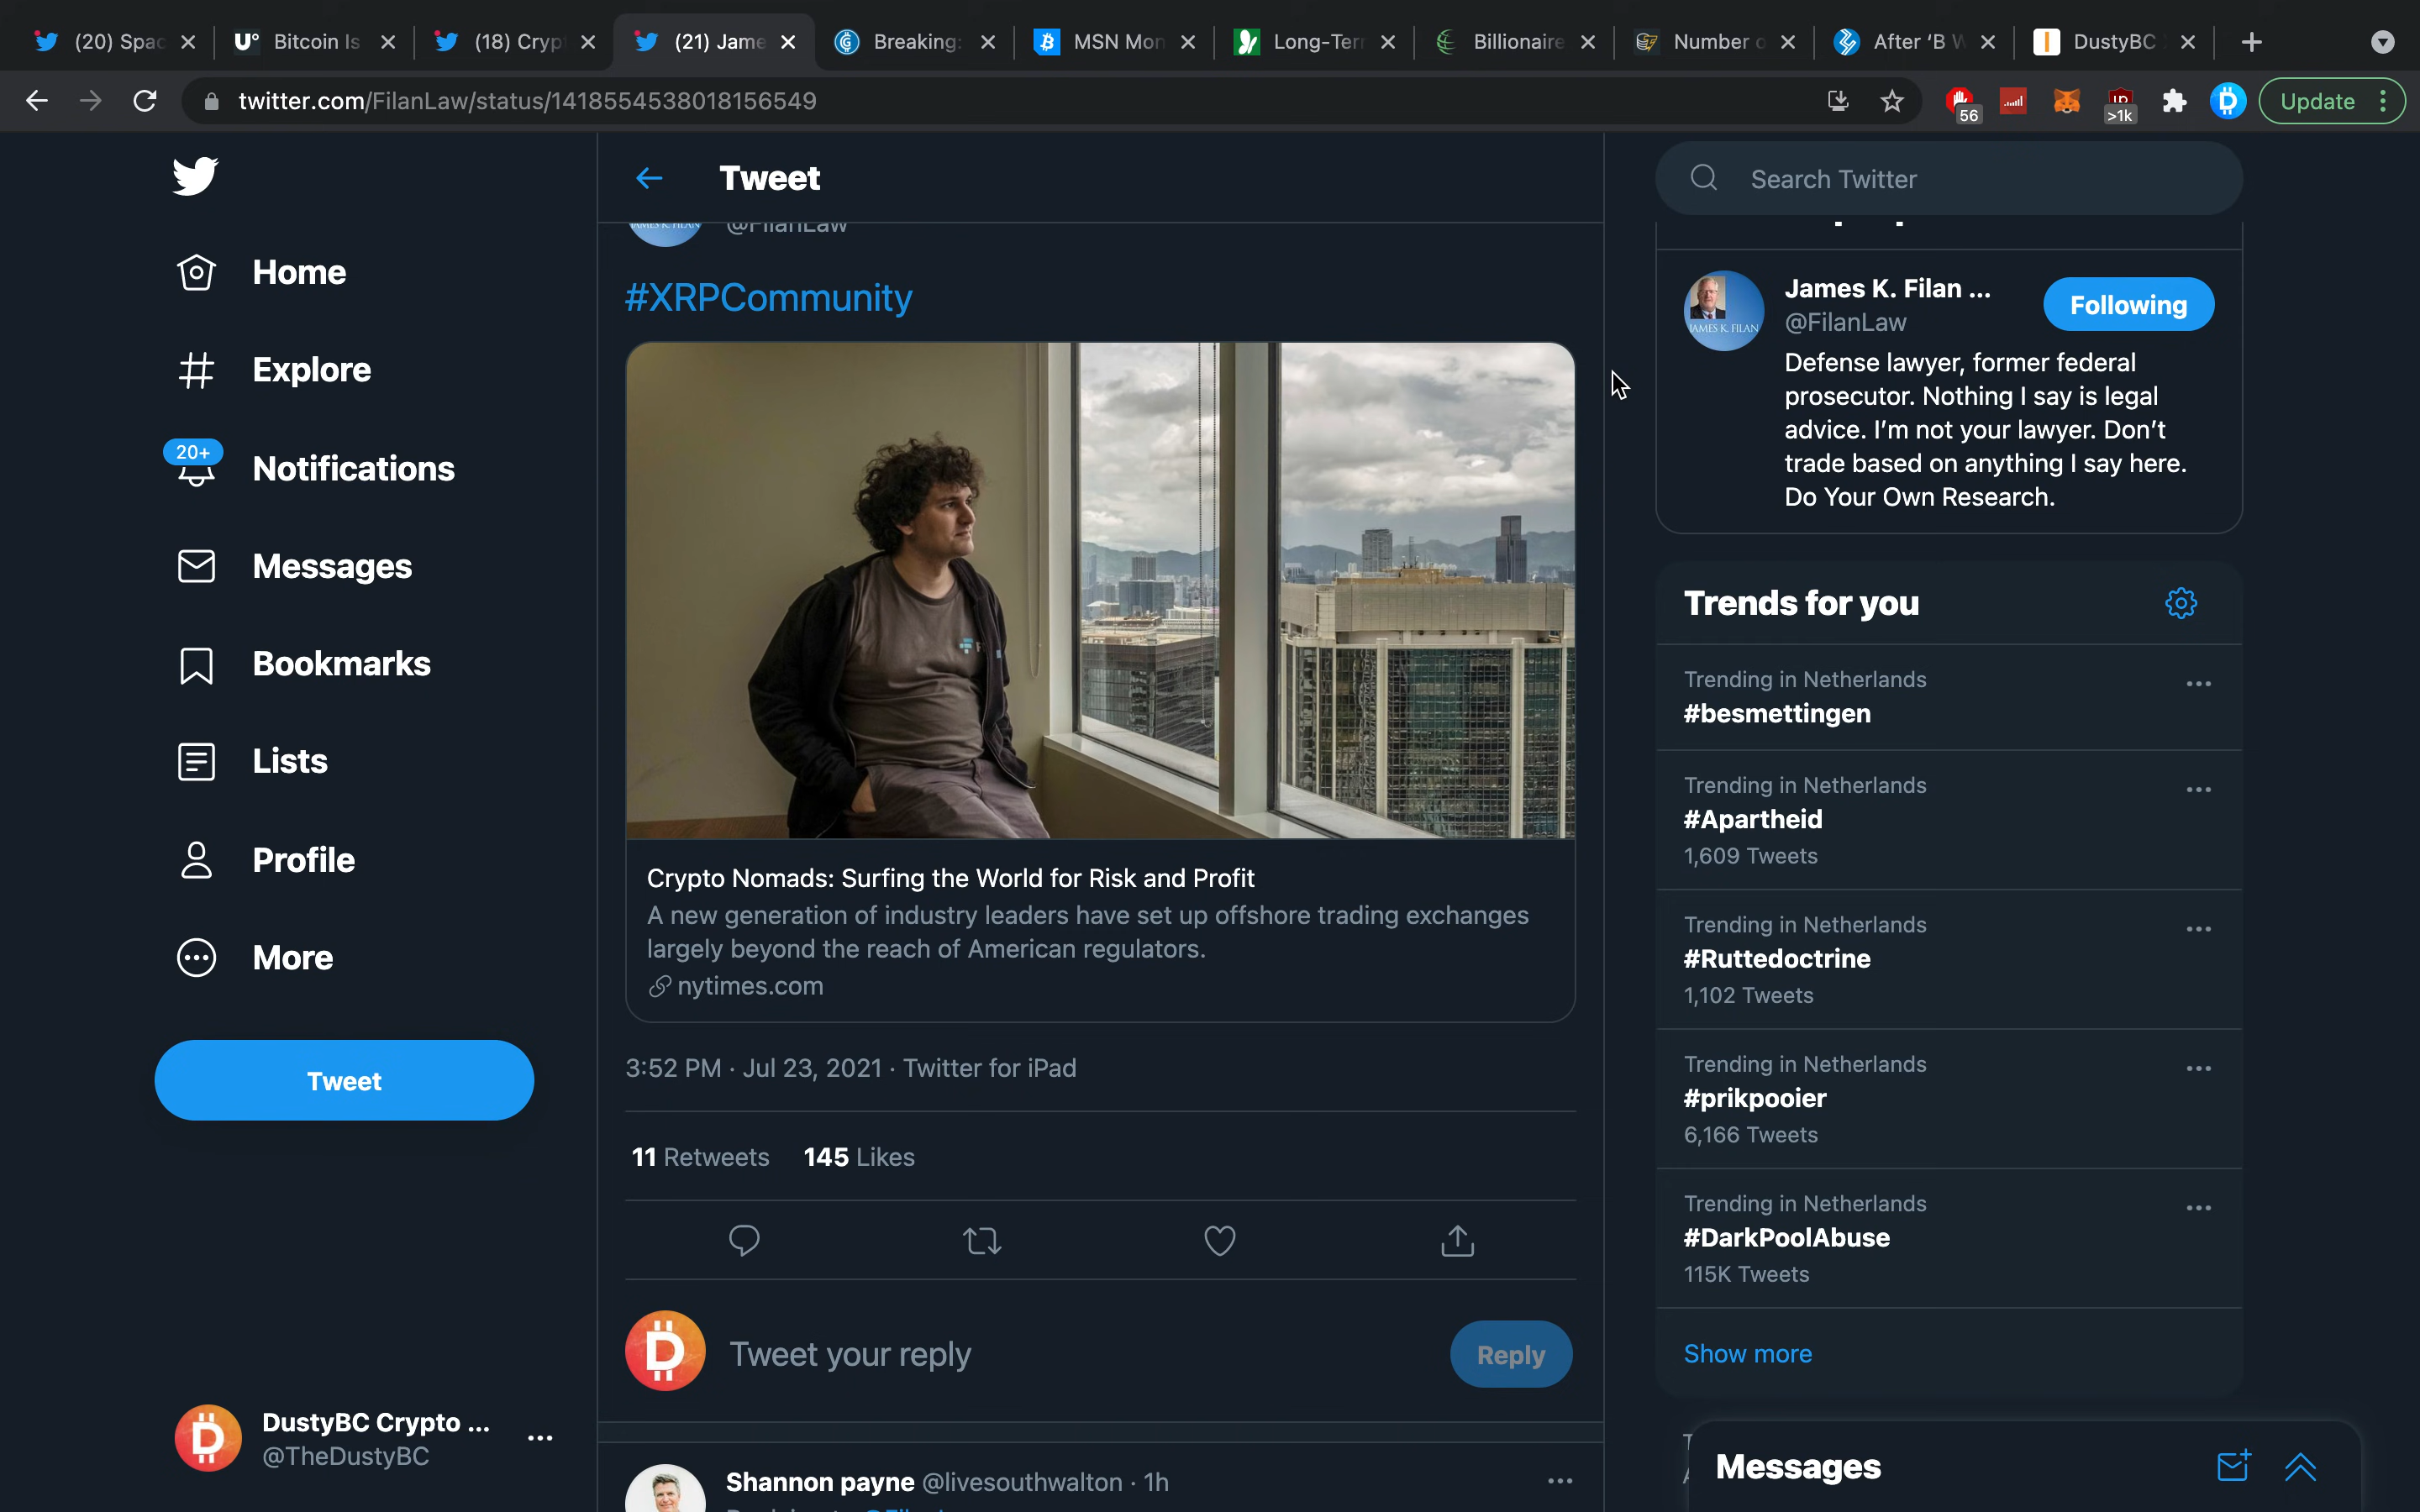 (20) Spac
Bitcoin Is
(18) Cryp
(21) Jame
Breaking:
MSN Mon
Long-Terr
Billionaire
Number o
After ‘B W
DustyBC
twitter.com/FilanLaw/status/1418554538018156549
56
>1k
Update
Home
Explore
20+
Notifications
Messages
Bookmarks
Lists
Profile
More
Tweet
DustyBC Crypto ...
@TheDustyBC
Tweet
JAMES K. FILAN
@FilanLaw
#XRPCommunity
Crypto Nomads: Surfing the World for Risk and Profit
A new generation of industry leaders have set up offshore trading exchanges
largely beyond the reach of American regulators.
nytimes.com
3:52 PM · Jul 23, 2021 · Twitter for iPad
11 Retweets 145 Likes
Tweet your reply
Reply
Shannon payne @livesouthwalton · 1h
Search Twitter
JAMES K. FILAN
James K. Filan ...
@FilanLaw
Following
Defense lawyer, former federal
prosecutor. Nothing I say is legal
advice. I’m not your lawyer. Don’t
trade based on anything I say here.
Do Your Own Research.
Trends for you
Trending in Netherlands
#besmettingen
Trending in Netherlands
#Apartheid
1,609 Tweets
Trending in Netherlands
#Ruttedoctrine
1,102 Tweets
Trending in Netherlands
#prikpooier
6,166 Tweets
Trending in Netherlands
#DarkPoolAbuse
115K Tweets
Show more
Messages